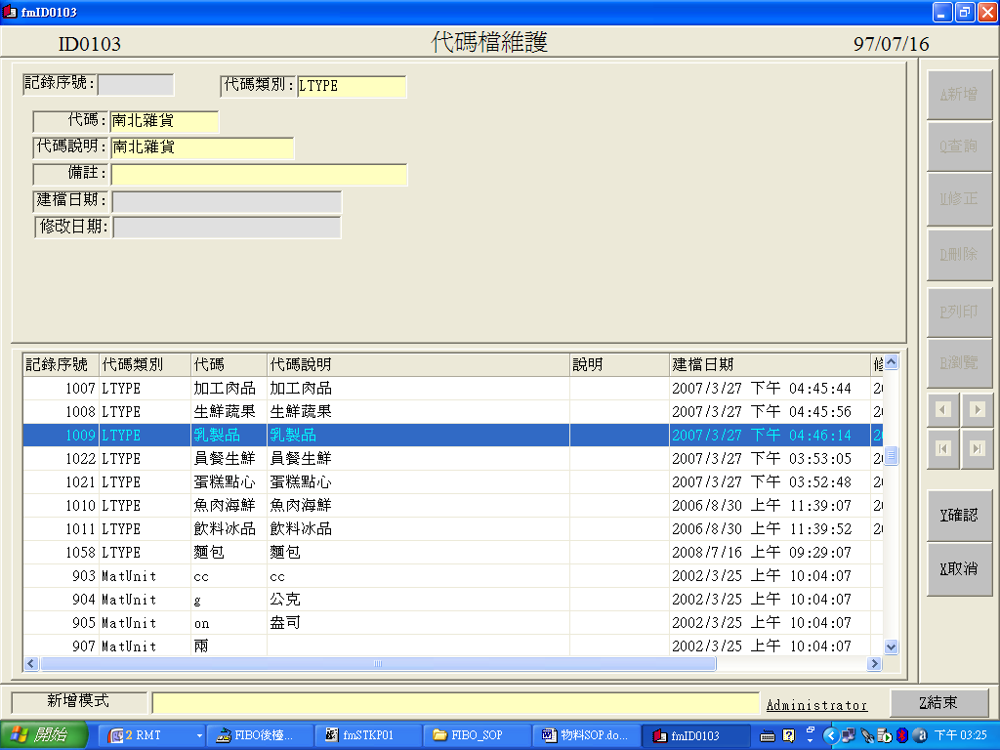 fmID0103
ID0103 代碼檔維護 97/07/16
記錄序號: 代碼類別: LTYPE
代碼: 南北雜貨
代碼說明: 南北雜貨
備註:
建檔日期:
修改日期:
A新增
Q查詢
U修正
D刪除
P列印
B瀏覽
Y確認
X取消
記錄序號 代碼類別 代碼 代碼說明 說明 建檔日期 修
1007 LTYPE 加工肉品 加工肉品 2007/3/27 下午 04:45:44 20
1008 LTYPE 生鮮蔬果 生鮮蔬果 2007/3/27 下午 04:45:56 20
1009 LTYPE 乳製品 乳製品 2007/3/27 下午 04:46:14 20
1022 LTYPE 員餐生鮮 員餐生鮮 2007/3/27 下午 03:53:05 20
1021 LTYPE 蛋糕點心 蛋糕點心 2007/3/27 下午 03:52:48 20
1010 LTYPE 魚肉海鮮 魚肉海鮮 2006/8/30 上午 11:39:07 20
1011 LTYPE 飲料冰品 飲料冰品 2006/8/30 上午 11:39:52 20
1058 LTYPE 麵包 麵包 2008/7/16 上午 09:29:07
903 MatUnit cc cc 2002/3/25 上午 10:04:07
904 MatUnit g 公克 2002/3/25 上午 10:04:07
905 MatUnit on 盎司 2002/3/25 上午 10:04:07
907 MatUnit 兩 2002/3/25 上午 10:04:07
新增模式 Administrator Z結束
開始 2 RMT FIBO後檯... fmSTKP01 FIBO_SOP 物料SOP.do... fmID0103 下午 03:25